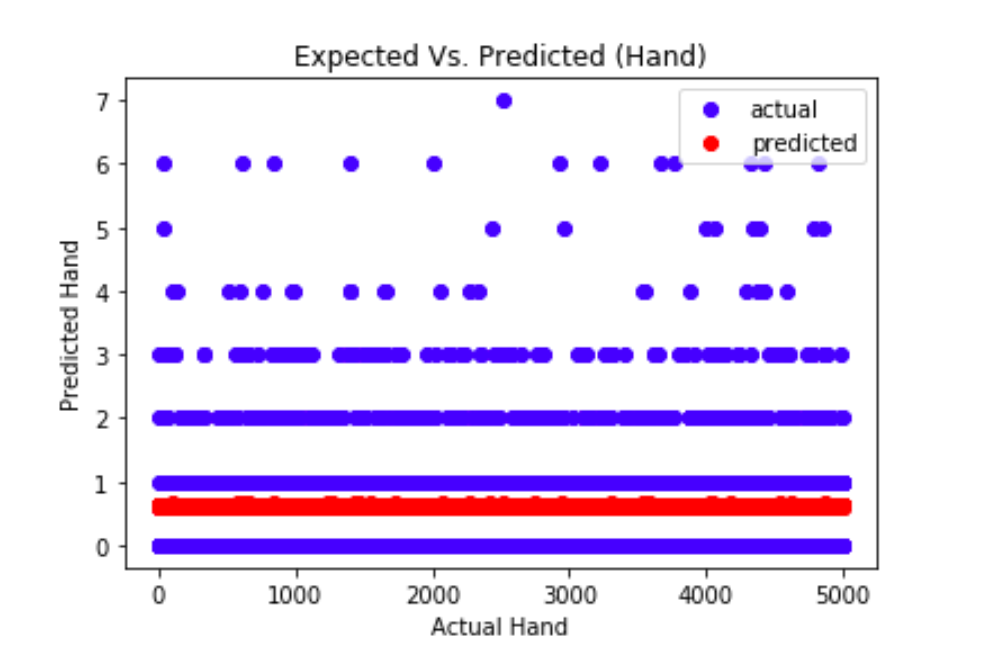 Expected Vs. Predicted (Hand)
actual
predicted
7
6
5
4
3
2
1
0
Predicted Hand
0 1000 2000 3000 4000 5000
Actual Hand